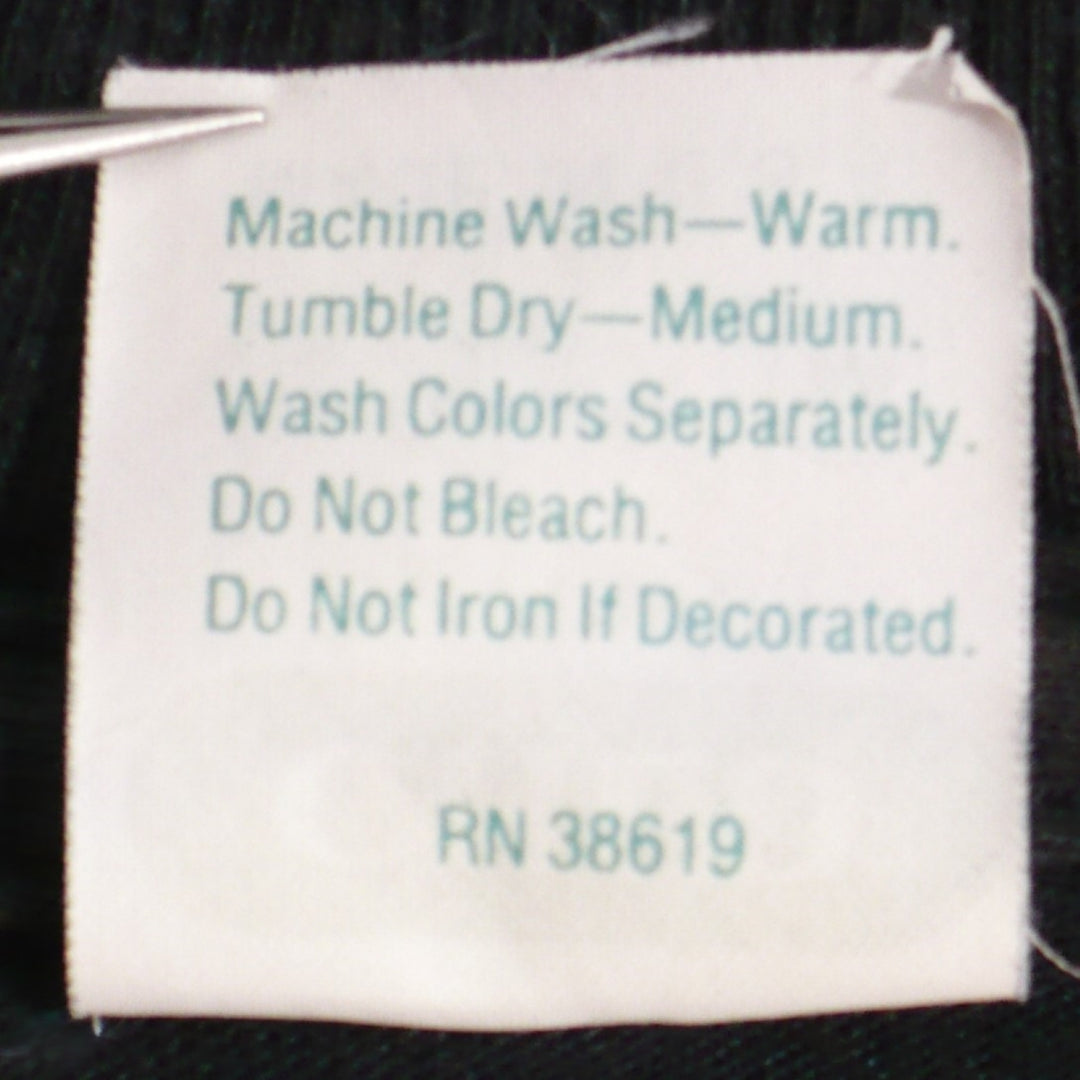 Machine Wash—Warm.
Tumble Dry—Medium.
Wash Colors Separately.
Do Not Bleach.
Do Not Iron If Decorated.
RN 38619